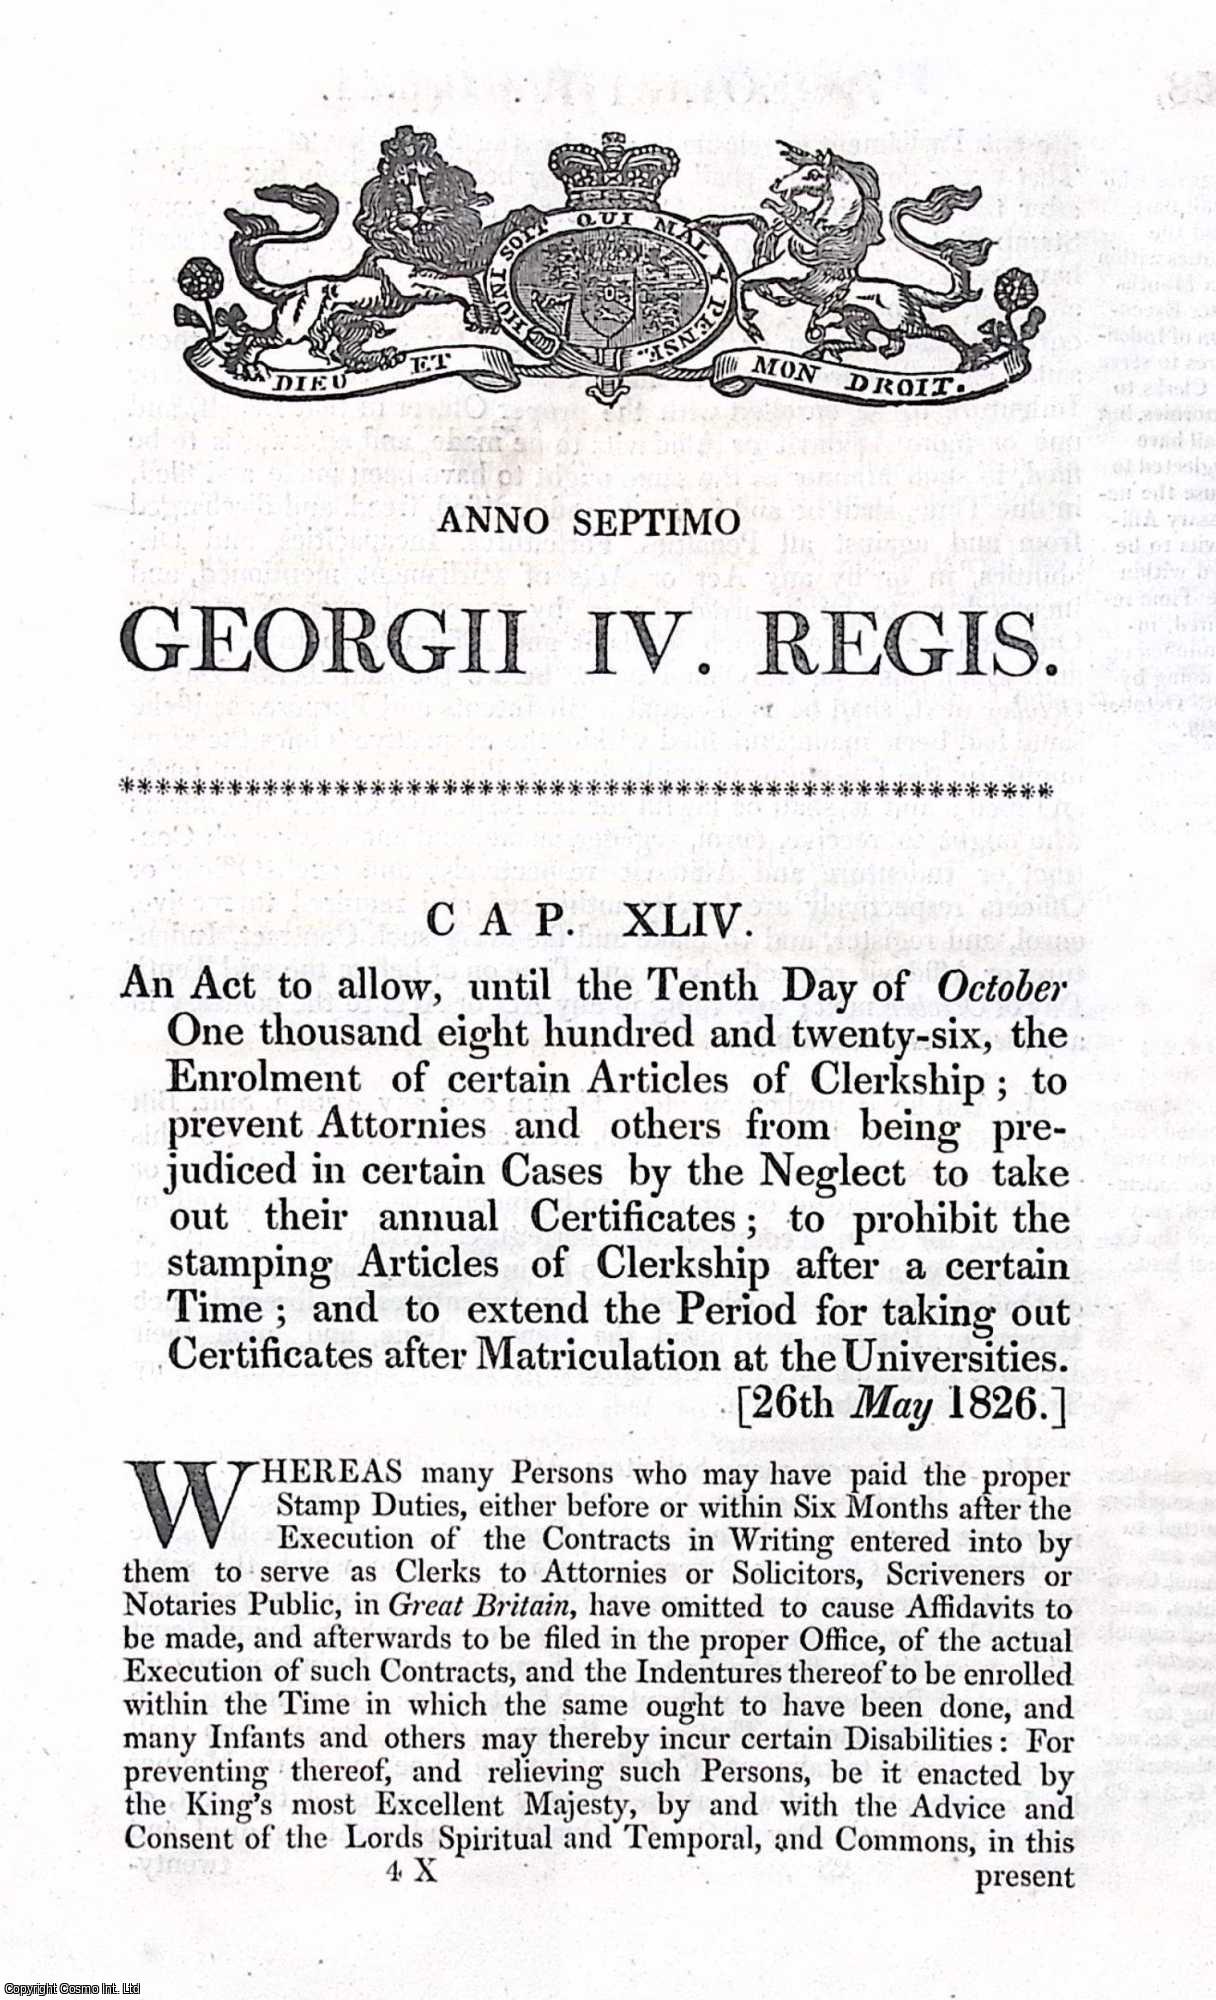 HONI SOIT QUI MAL Y PENSE
DIEU ET MON DROIT.
ANNO SEPTIMO
GEORGII IV. REGIS.
CAP. XLIV.
An Act to allow, until the Tenth Day of October
One thousand eight hundred and twenty-six, the
Enrolment of certain Articles of Clerkship; to
prevent Attornies and others from being pre-
judiced in certain Cases by the Neglect to take
out their annual Certificates; to prohibit the
stamping Articles of Clerkship after a certain
Time; and to extend the Period for taking out
Certificates after Matriculation at the Universities.
[26th May 1826.]
WHEREAS many Persons who may have paid the proper
Stamp Duties, either before or within Six Months after the
Execution of the Contracts in Writing entered into by
them to serve as Clerks to Attornies or Solicitors, Scriveners or
Notaries Public, in Great Britain, have omitted to cause Affidavits to
be made, and afterwards to be filed in the proper Office, of the actual
Execution of such Contracts, and the Indentures thereof to be enrolled
within the Time in which the same ought to have been done, and
many Infants and others may thereby incur certain Disabilities: For
preventing thereof, and relieving such Persons, be it enacted by
the King's most Excellent Majesty, by and with the Advice and
Consent of the Lords Spiritual and Temporal, and Commons, in this
4 X present
Copyright Cosmo Int. Ltd